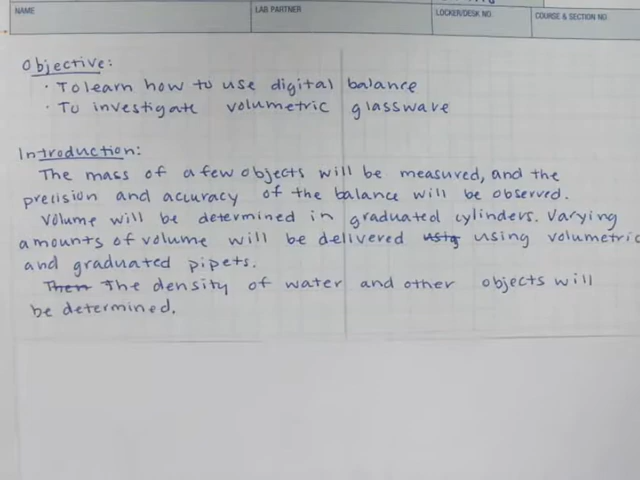 NAME LAB PARTNER LOCKER/DESK NO. COURSE & SECTION NO.
Objective:
· To learn how to use digital balance
· To investigate volumetric glassware
Introduction:
The mass of a few objects will be measured, and the
precision and accuracy of the balance will be observed.
Volume will be determined in graduated cylinders. Varying
amounts of volume will be delivered using volumetric
and graduated pipets.
Then The density of water and other objects will
be determined.